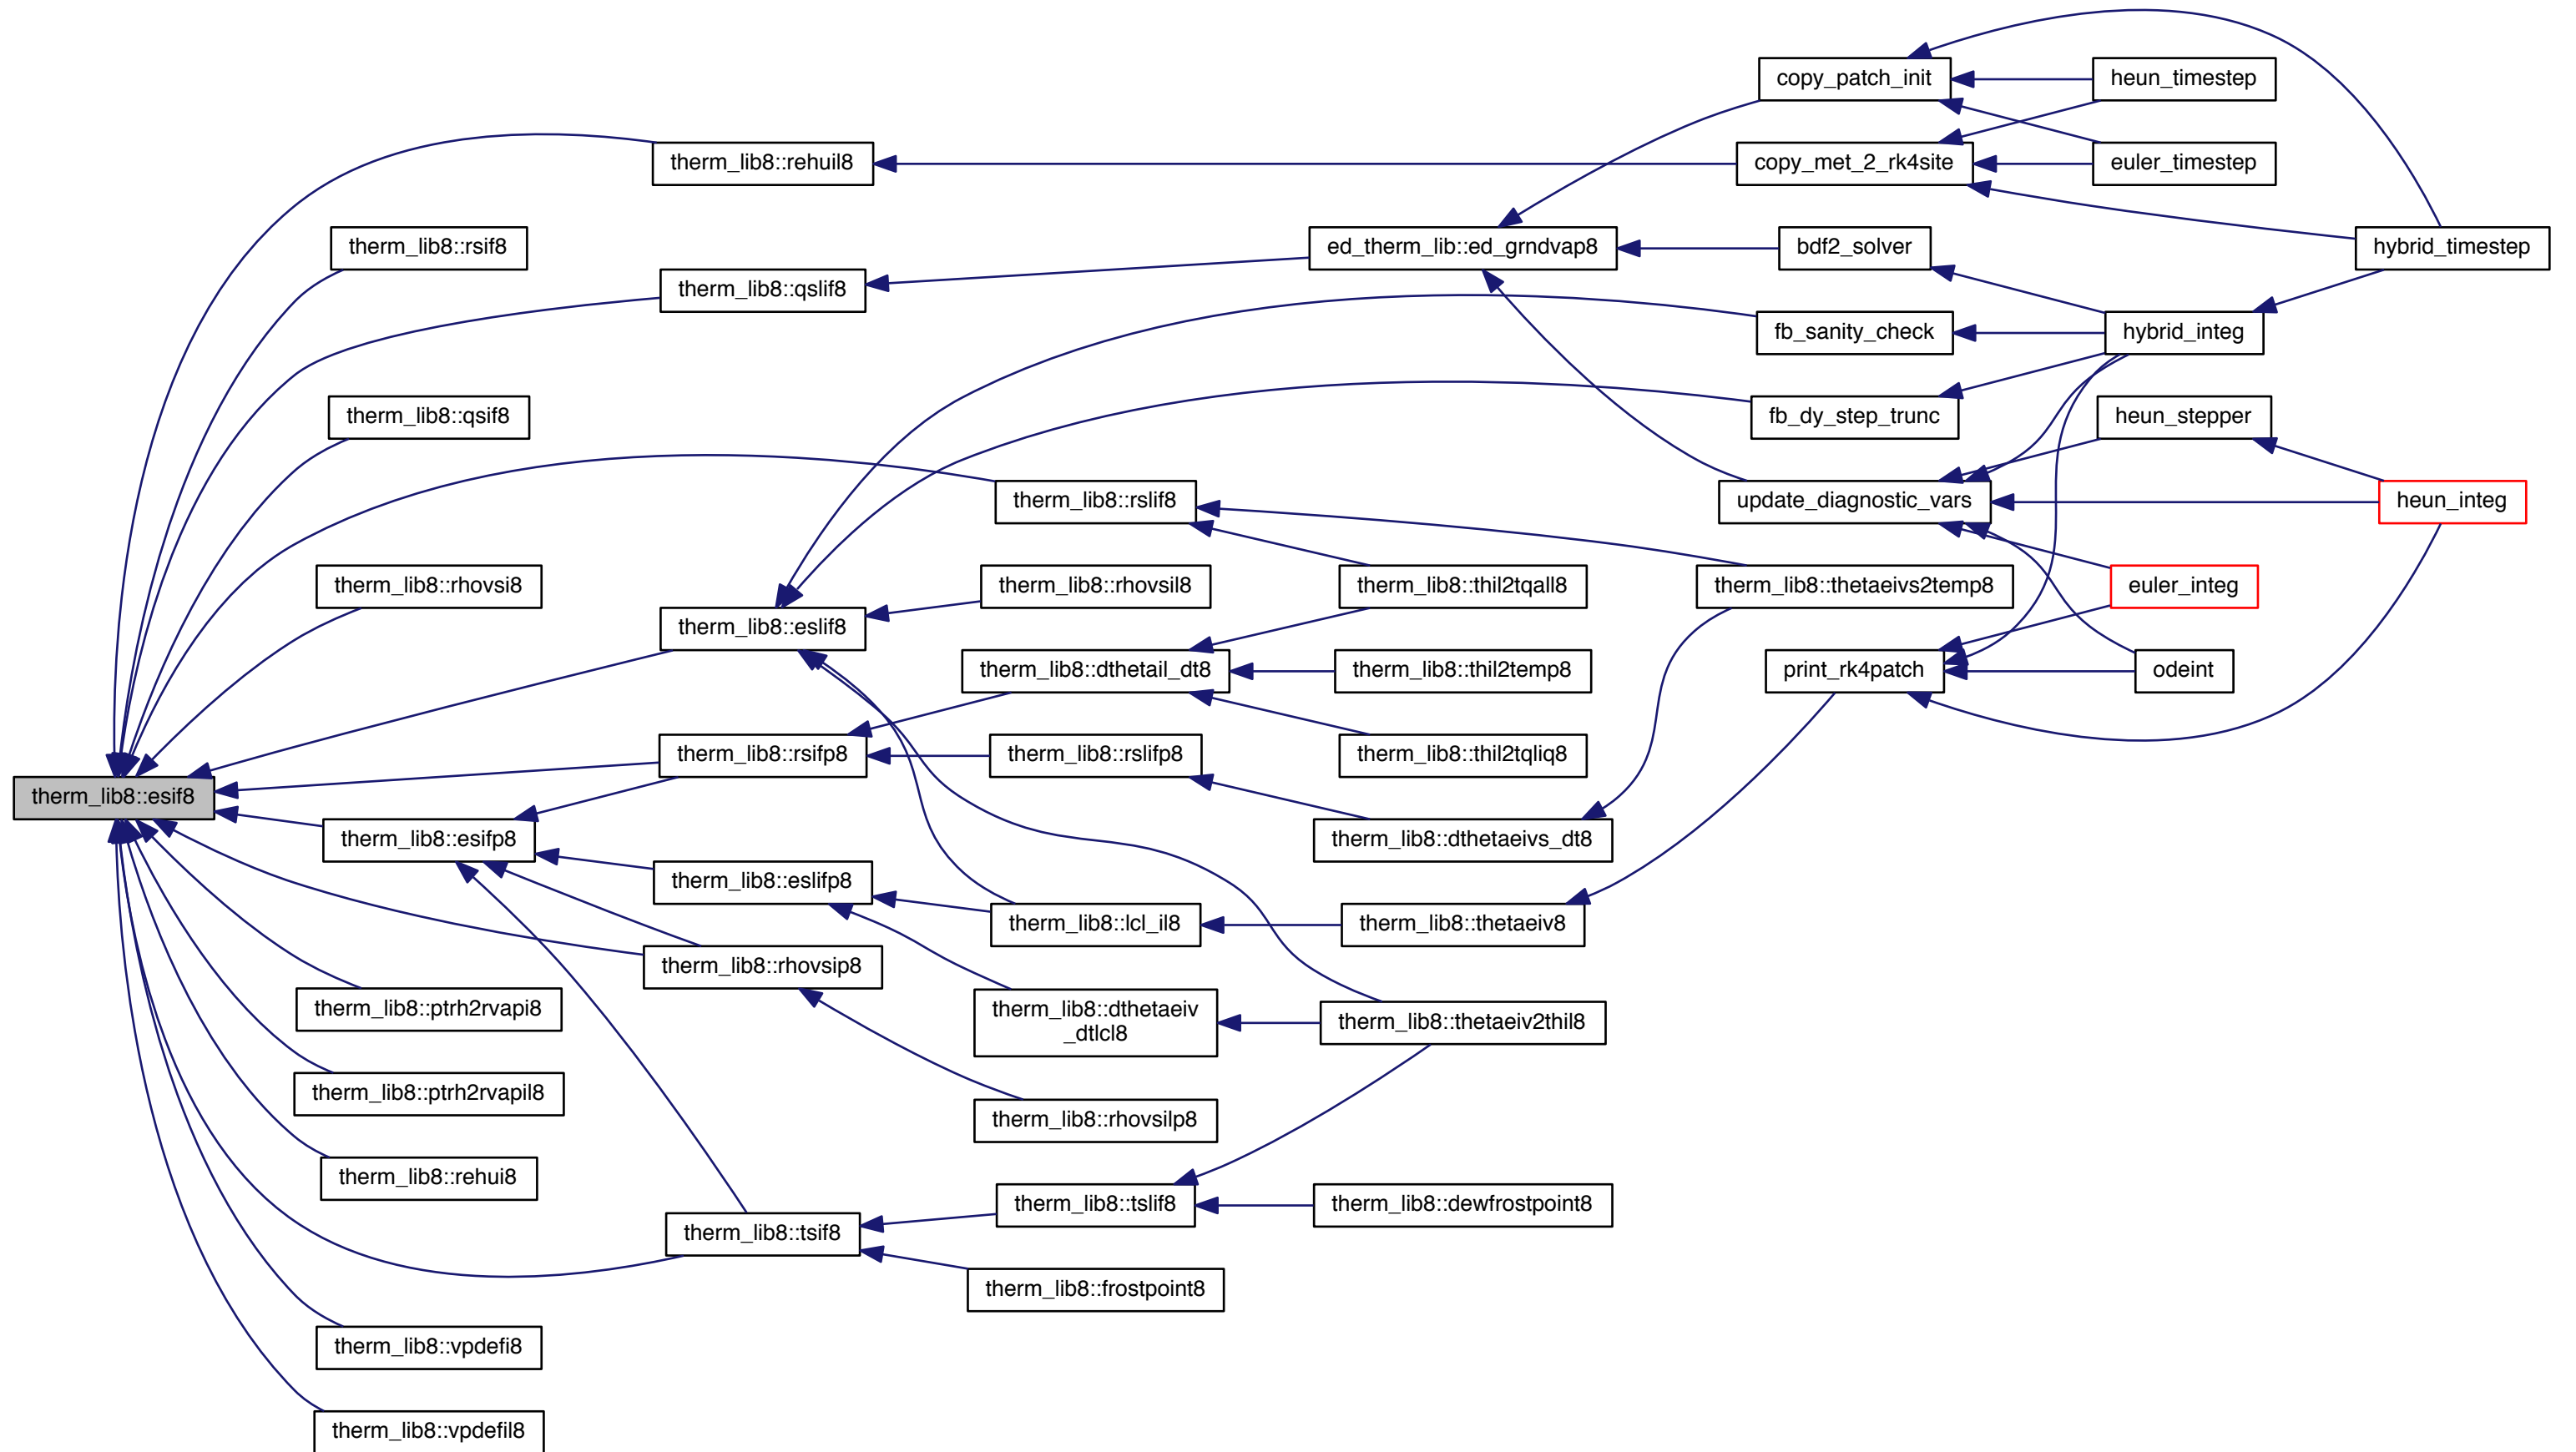 copy_patch_init
heun_timestep
therm_lib8::rehuil8
copy_met_2_rk4site
euler_timestep
therm_lib8::rsif8
ed_therm_lib::ed_grndvap8
bdf2_solver
hybrid_timestep
therm_lib8::qslif8
fb_sanity_check
hybrid_integ
therm_lib8::qsif8
fb_dy_step_trunc
heun_stepper
therm_lib8::rslif8
update_diagnostic_vars
heun_integ
therm_lib8::rhovsi8
therm_lib8::rhovsil8
therm_lib8::thil2tqall8
therm_lib8::thetaeivs2temp8
euler_integ
therm_lib8::eslif8
therm_lib8::dthetail_dt8
therm_lib8::thil2temp8
print_rk4patch
odeint
therm_lib8::rsifp8
therm_lib8::rslifp8
therm_lib8::thil2tqliq8
therm_lib8::esif8
therm_lib8::esifp8
therm_lib8::dthetaeivs_dt8
therm_lib8::eslifp8
therm_lib8::lcl_il8
therm_lib8::thetaeiv8
therm_lib8::rhovsip8
therm_lib8::ptrh2rvapi8
therm_lib8::dthetaeiv
_dtlcl8
therm_lib8::thetaeiv2thil8
therm_lib8::ptrh2rvapil8
therm_lib8::rhovsilp8
therm_lib8::rehui8
therm_lib8::tslif8
therm_lib8::dewfrostpoint8
therm_lib8::tsif8
therm_lib8::frostpoint8
therm_lib8::vpdefi8
therm_lib8::vpdefil8